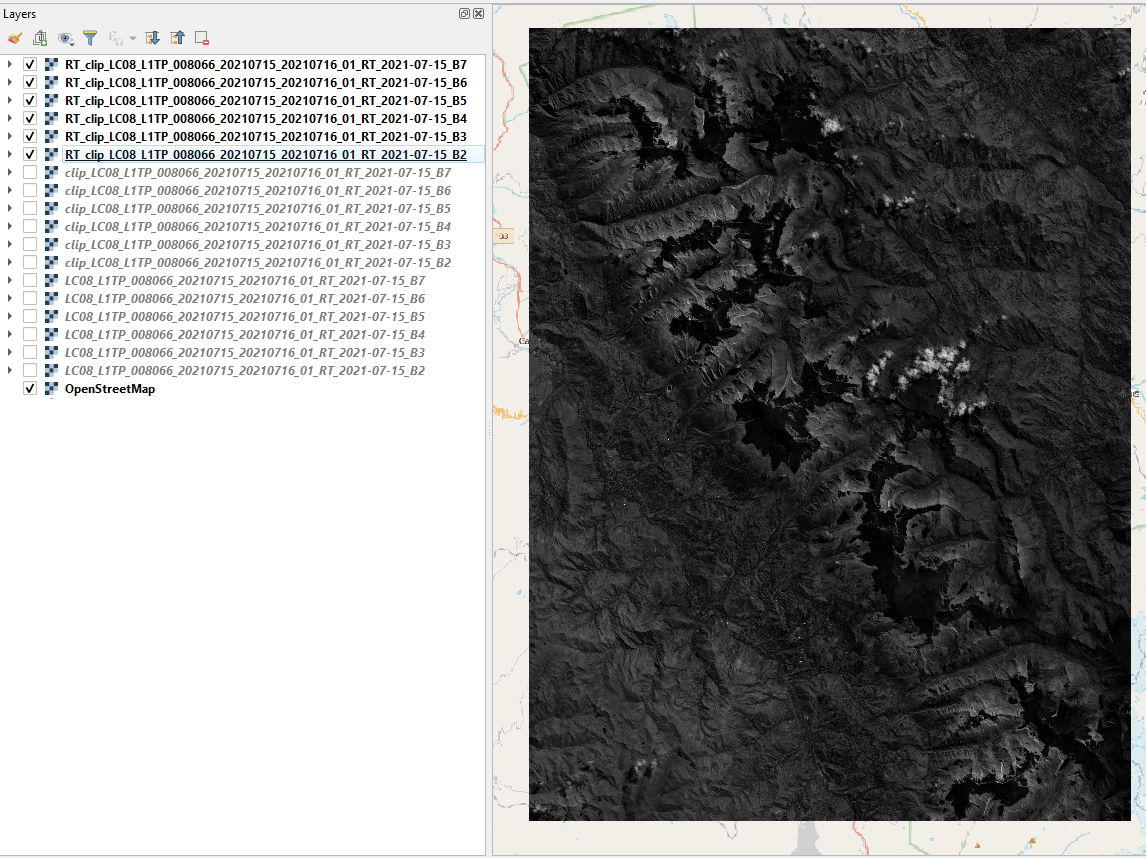 Layers
RT_clip_LC08_L1TP_008066_20210715_20210716_01_RT_2021-07-15_B7
RT_clip_LC08_L1TP_008066_20210715_20210716_01_RT_2021-07-15_B6
RT_clip_LC08_L1TP_008066_20210715_20210716_01_RT_2021-07-15_B5
RT_clip_LC08_L1TP_008066_20210715_20210716_01_RT_2021-07-15_B4
RT_clip_LC08_L1TP_008066_20210715_20210716_01_RT_2021-07-15_B3
RT_clip_LC08_L1TP_008066_20210715_20210716_01_RT_2021-07-15_B2
clip_LC08_L1TP_008066_20210715_20210716_01_RT_2021-07-15_B7
clip_LC08_L1TP_008066_20210715_20210716_01_RT_2021-07-15_B6
clip_LC08_L1TP_008066_20210715_20210716_01_RT_2021-07-15_B5
clip_LC08_L1TP_008066_20210715_20210716_01_RT_2021-07-15_B4
clip_LC08_L1TP_008066_20210715_20210716_01_RT_2021-07-15_B3
clip_LC08_L1TP_008066_20210715_20210716_01_RT_2021-07-15_B2
LC08_L1TP_008066_20210715_20210716_01_RT_2021-07-15_B7
LC08_L1TP_008066_20210715_20210716_01_RT_2021-07-15_B6
LC08_L1TP_008066_20210715_20210716_01_RT_2021-07-15_B5
LC08_L1TP_008066_20210715_20210716_01_RT_2021-07-15_B4
LC08_L1TP_008066_20210715_20210716_01_RT_2021-07-15_B3
LC08_L1TP_008066_20210715_20210716_01_RT_2021-07-15_B2
OpenStreetMap
Ca